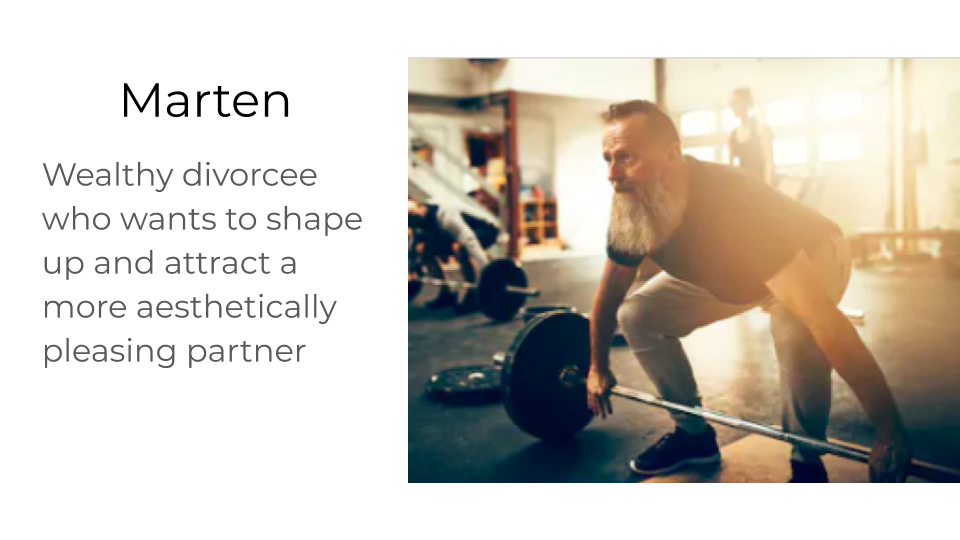 Marten
Wealthy divorcee
who wants to shape
up and attract a
more aesthetically
pleasing partner